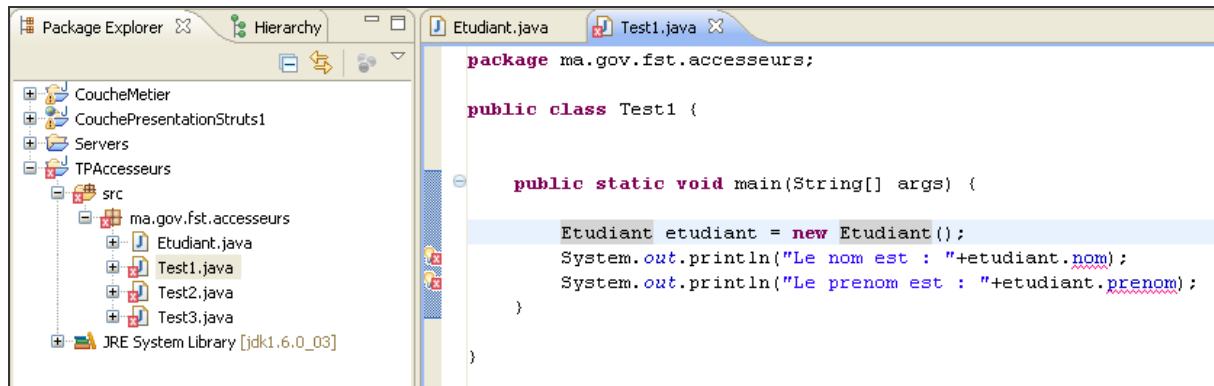 Package Explorer
Hierarchy
CoucheMetier
CouchePresentationStruts1
Servers
TPAccesseurs
src
ma.gov.fst.accesseurs
Etudiant.java
Test1.java
Test2.java
Test3.java
JRE System Library [jdk1.6.0_03]
Etudiant.java
Test1.java
package ma.gov.fst.accesseurs;
public class Test1 {
public static void main(String[] args) {
Etudiant etudiant = new Etudiant();
System.out.println("Le nom est : "+etudiant.nom);
System.out.println("Le prenom est : "+etudiant.prenom);
}
}